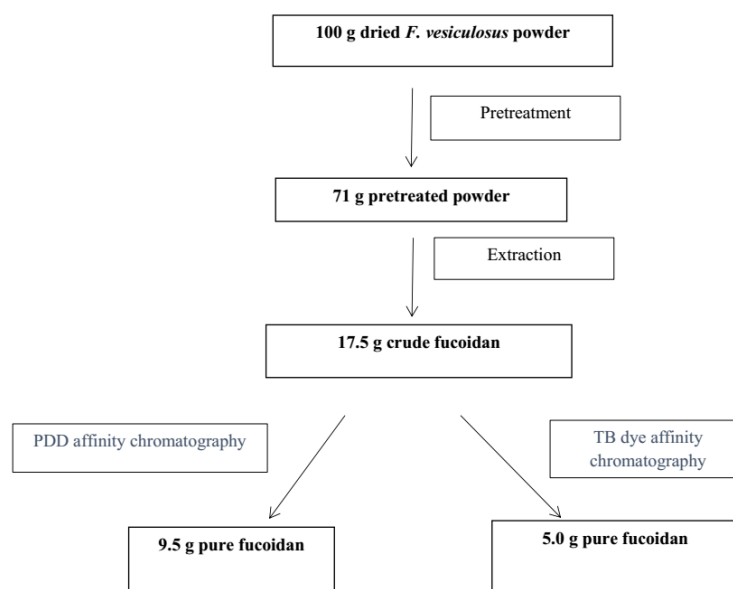 100 g dried F. vesiculosus powder
Pretreatment
71 g pretreated powder
Extraction
17.5 g crude fucoidan
PDD affinity chromatography
TB dye affinity
chromatography
9.5 g pure fucoidan
5.0 g pure fucoidan